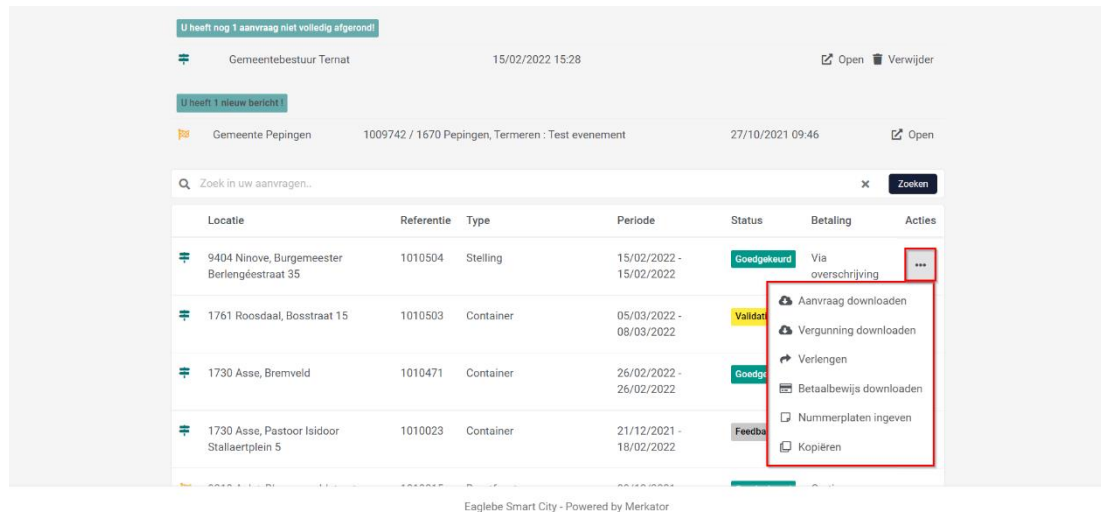 U heeft nog 1 aanvraag niet volledig afgerond!
Gemeentebestuur Ternat 15/02/2022 15:28 Open Verwijder
U heeft 1 nieuw bericht !
Gemeente Pepingen 1009742 / 1670 Pepingen, Termeren : Test evenement 27/10/2021 09:46 Open
Zoek in uw aanvragen.. Zoeken
Locatie Referentie Type Periode Status Betaling Acties
9404 Ninove, Burgemeester 1010504 Stelling 15/02/2022 - Goedgekeurd Via
Berlengéestraat 35 15/02/2022 overschrijving
Aanvraag downloaden
1761 Roosdaal, Bosstraat 15 1010503 Container 05/03/2022 - Validati
08/03/2022
Vergunning downloaden
Verlengen
1730 Asse, Bremveld 1010471 Container 26/02/2022 - Goedge
26/02/2022
Betaalbewijs downloaden
Nummerplaten ingeven
1730 Asse, Pastoor Isidoor 1010023 Container 21/12/2021 - Feedba
Stallaertplein 5 18/02/2022
Kopiëren
Eaglebe Smart City - Powered by Merkator